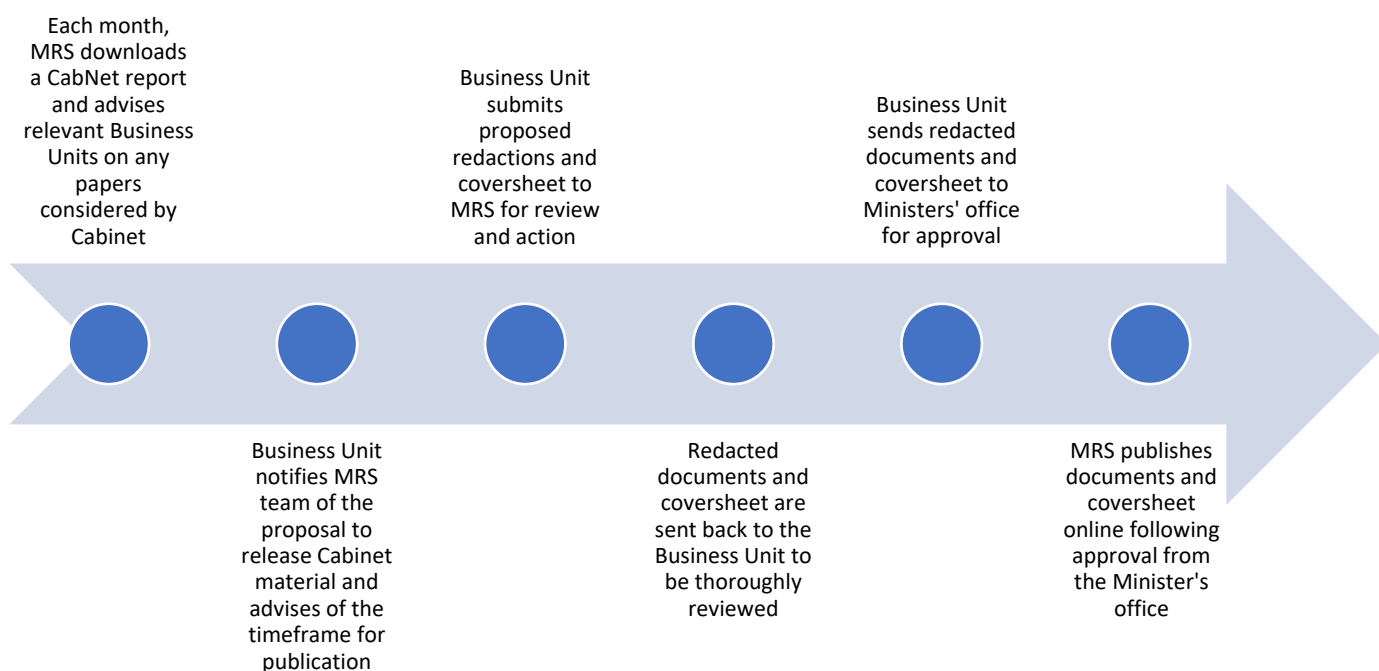 Each month,
MRS downloads
a CabNet report
and advises
relevant Business
Units on any
papers
considered by
Cabinet
Business Unit
notifies MRS
team of the
proposal to
release Cabinet
material and
advises of the
timeframe for
publication
Business Unit
submits
proposed
redactions and
coversheet to
MRS for review
and action
Redacted
documents and
coversheet are
sent back to the
Business Unit to
be thoroughly
reviewed
Business Unit
sends redacted
documents and
coversheet to
Ministers' office
for approval
MRS publishes
documents and
coversheet
online following
approval from
the Minister's
office